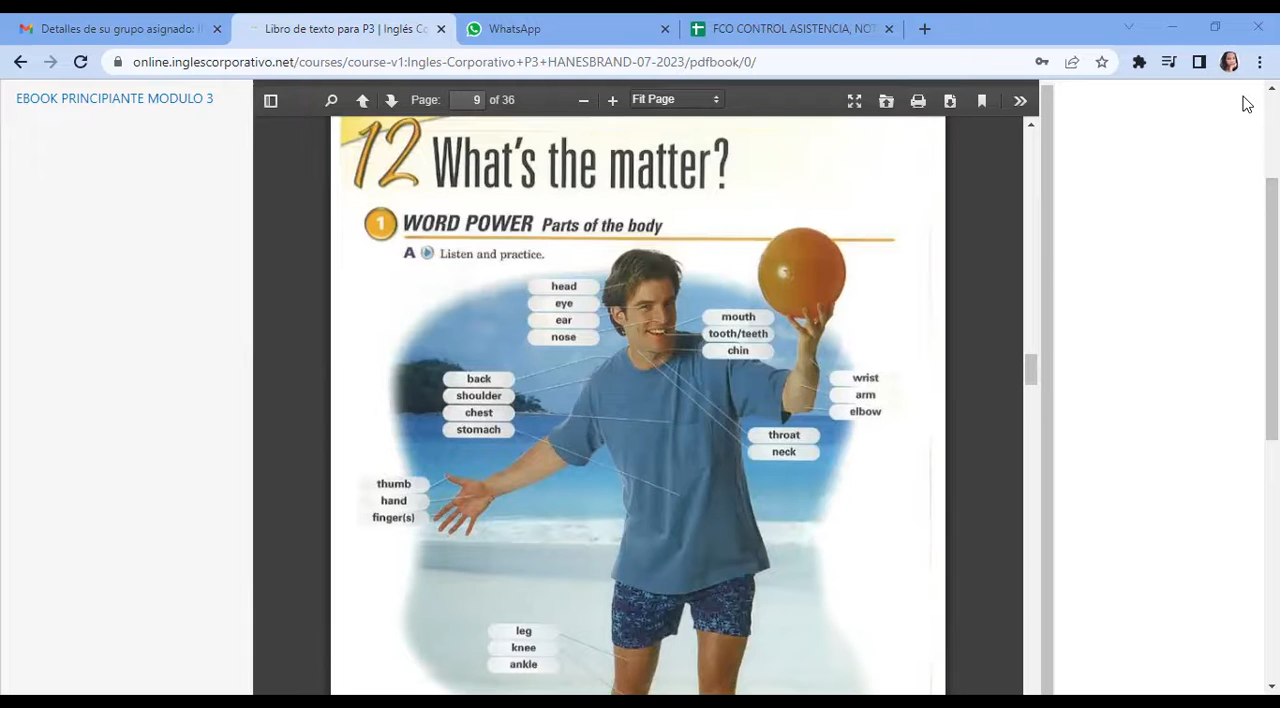 Detalles de su grupo asignado: I
Libro de texto para P3 | Inglés Co
WhatsApp
FCO CONTROL ASISTENCIA, NOT
online.inglescorporativo.net/courses/course-v1:Ingles-Corporativo+P3+HANESBRAND-07-2023/pdfbook/0/
EBOOK PRINCIPIANTE MODULO 3
Page: 9 of 36
Fit Page
12 What's the matter?
1 WORD POWER Parts of the body
A Listen and practice.
head
eye
ear
nose
mouth
tooth/teeth
chin
back
shoulder
chest
stomach
wrist
arm
elbow
throat
neck
thumb
hand
finger(s)
leg
knee
ankle